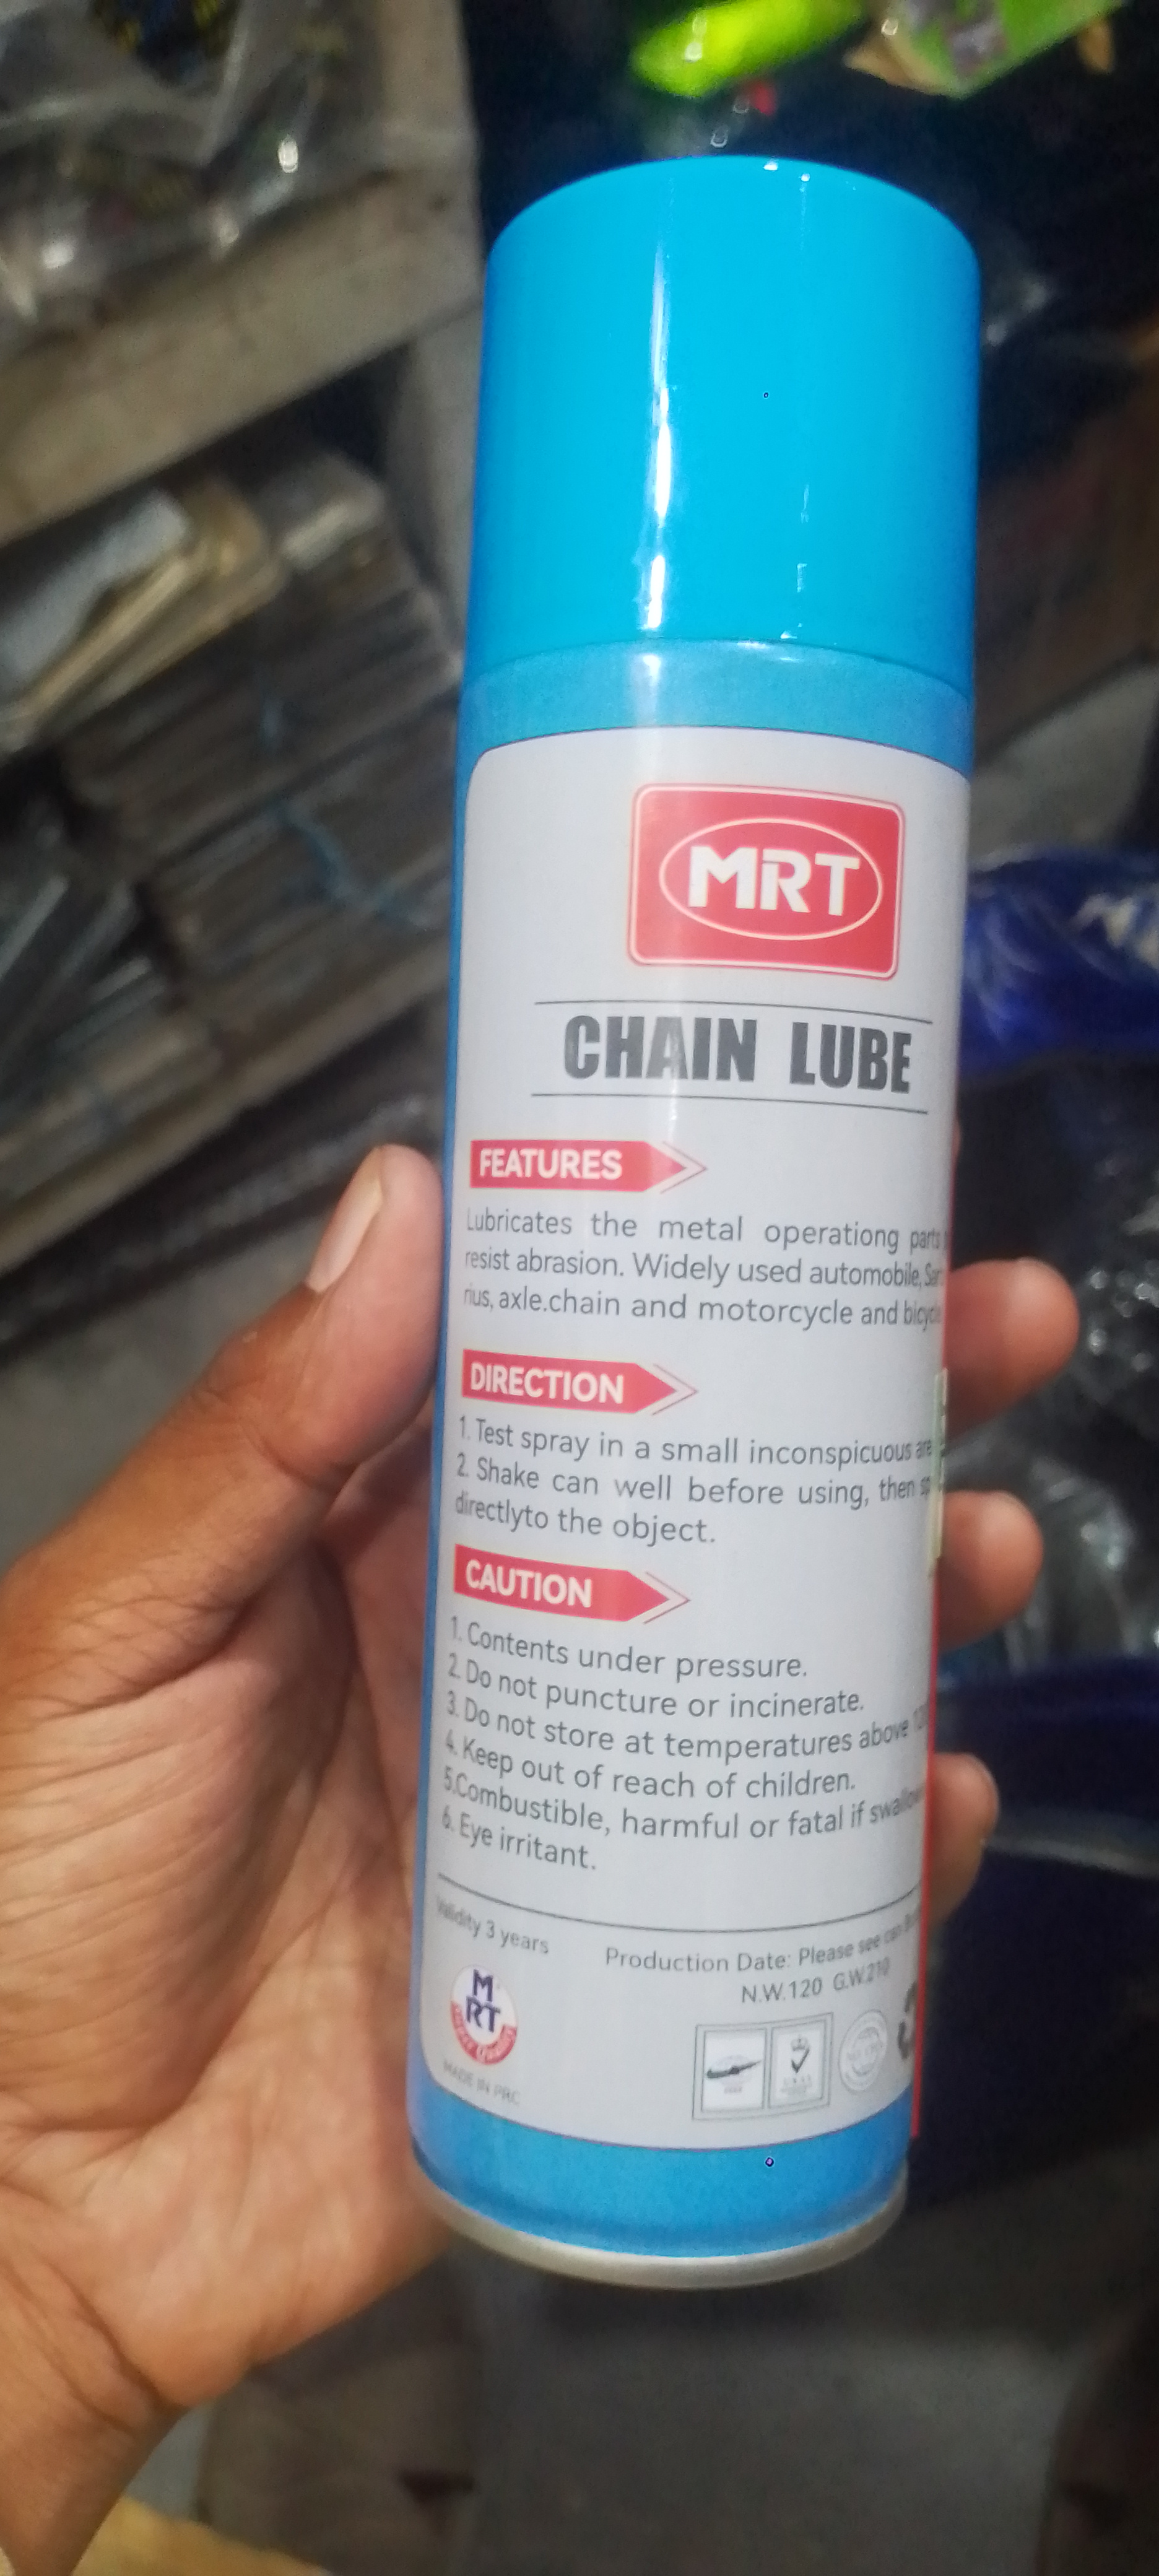 MRT
CHAIN LUBE
FEATURES
Lubricates the metal operationg parts
resist abrasion. Widely used automobile,
rius, axle.chain and motorcycle and
DIRECTION
1. Test spray in a small inconspicuous
2. Shake can well before using, then
directlyto the object.
CAUTION
1. Contents under pressure.
2. Do not puncture or incinerate.
3. Do not store at temperatures above
4. Keep out of reach of children.
5.Combustible, harmful or fatal if
6. Eye irritant.
Validity 3 years
Production Date: Please see can
N.W.120 G.W.210
M
RT
MADE IN PRC